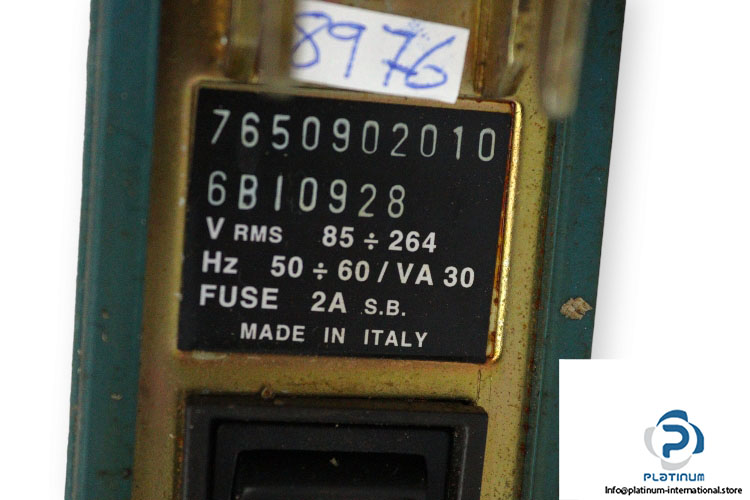 8976
7650902010
6BI0928
V RMS 85 ÷ 264
Hz 50 ÷ 60 / VA 30
FUSE 2A S.B.
MADE IN ITALY
PLATINUM
Info@platinum-international.store